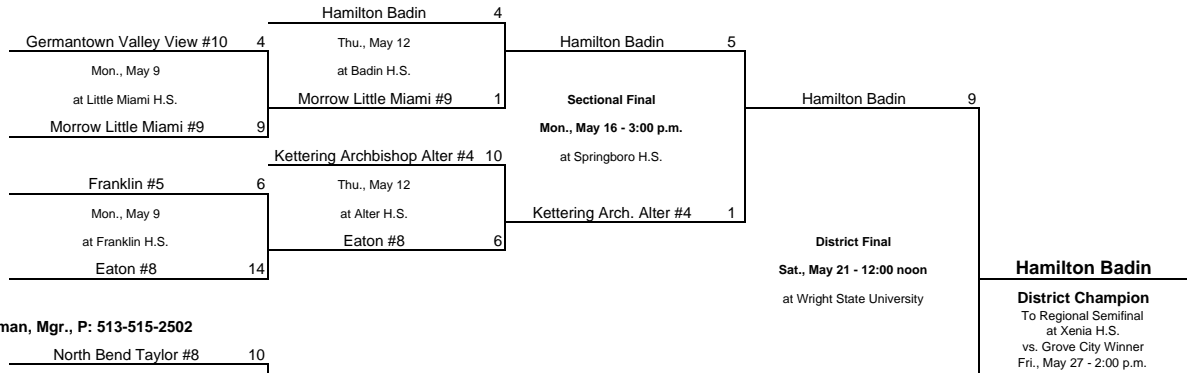 Hamilton Badin 4
Germantown Valley View #10 4
Thu., May 12
Hamilton Badin 5
Mon., May 9
at Badin H.S.
at Little Miami H.S.
Morrow Little Miami #9 1
Sectional Final
Hamilton Badin 9
Morrow Little Miami #9 9
Mon., May 16 - 3:00 p.m.
Kettering Archbishop Alter #4 10
at Springboro H.S.
Franklin #5 6
Thu., May 12
Mon., May 9
at Alter H.S.
Kettering Arch. Alter #4 1
at Franklin H.S.
Eaton #8 6
District Final
Eaton #8 14
Sat., May 21 - 12:00 noon
Hamilton Badin
at Wright State University
District Champion
To Regional Semifinal
at Xenia H.S.
man, Mgr., P: 513-515-2502
vs. Grove City Winner
North Bend Taylor #8 10
Fri., May 27 - 2:00 p.m.